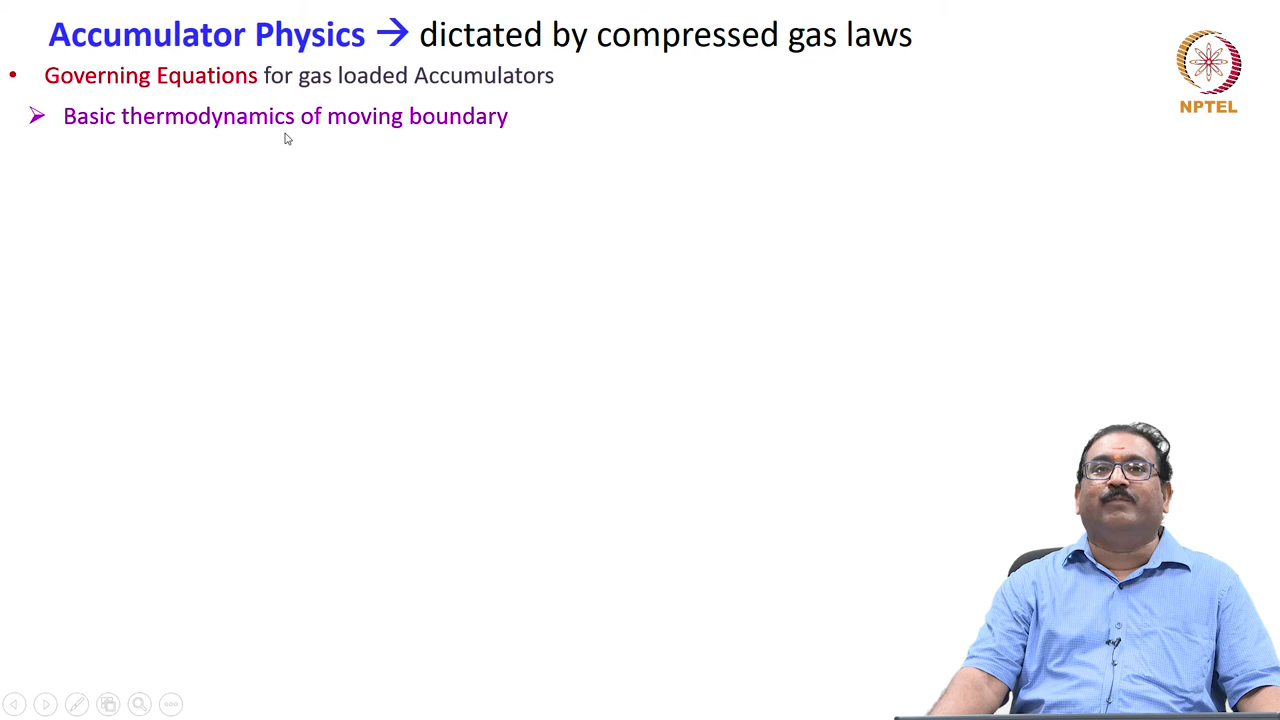 Accumulator Physics → dictated by compressed gas laws
• Governing Equations for gas loaded Accumulators
➢ Basic thermodynamics of moving boundary
NPTEL